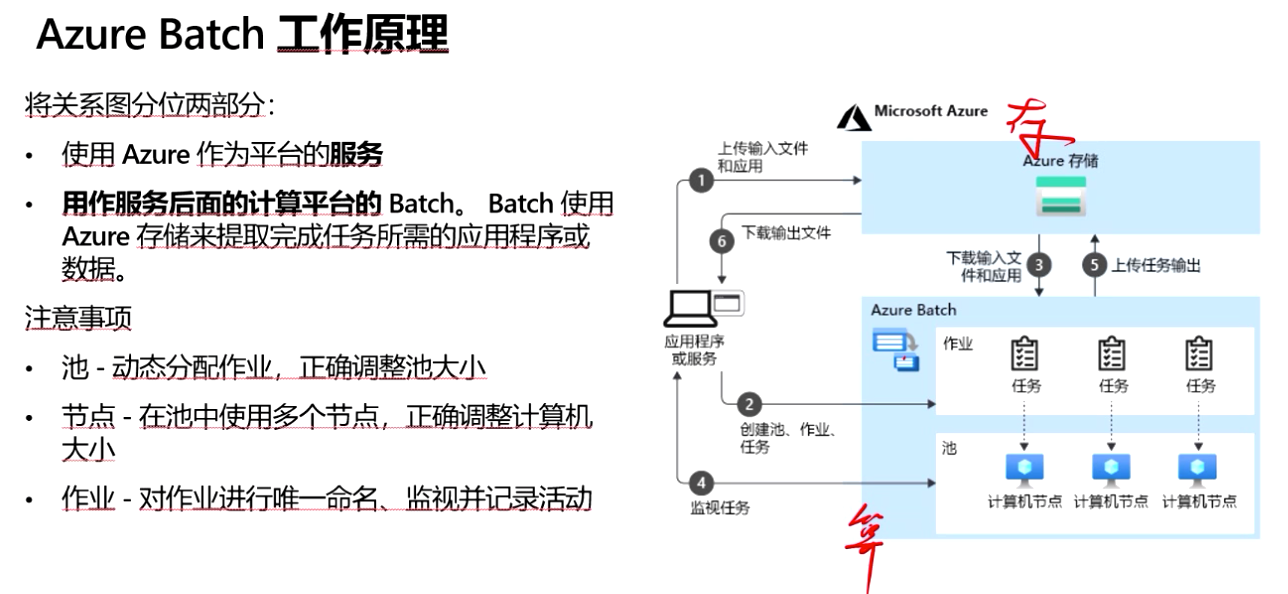 Azure Batch 工作原理
将关系图分位两部分：
• 使用 Azure 作为平台的服务
• 用作服务后面的计算平台的 Batch。 Batch 使用
Azure 存储来提取完成任务所需的应用程序或
数据。
注意事项
• 池 - 动态分配作业，正确调整池大小
• 节点 - 在池中使用多个节点，正确调整计算机
大小
• 作业 - 对作业进行唯一命名、监视并记录活动
Microsoft Azure
存
Azure 存储
1
上传输入文件
和应用
6
下载输出文件
下载输入文
件和应用
3
5
上传任务输出
应用程序
或服务
Azure Batch
作业
任务
任务
任务
2
创建池、作业、
任务
池
计算机节点
计算机节点
计算机节点
4
监视任务
算